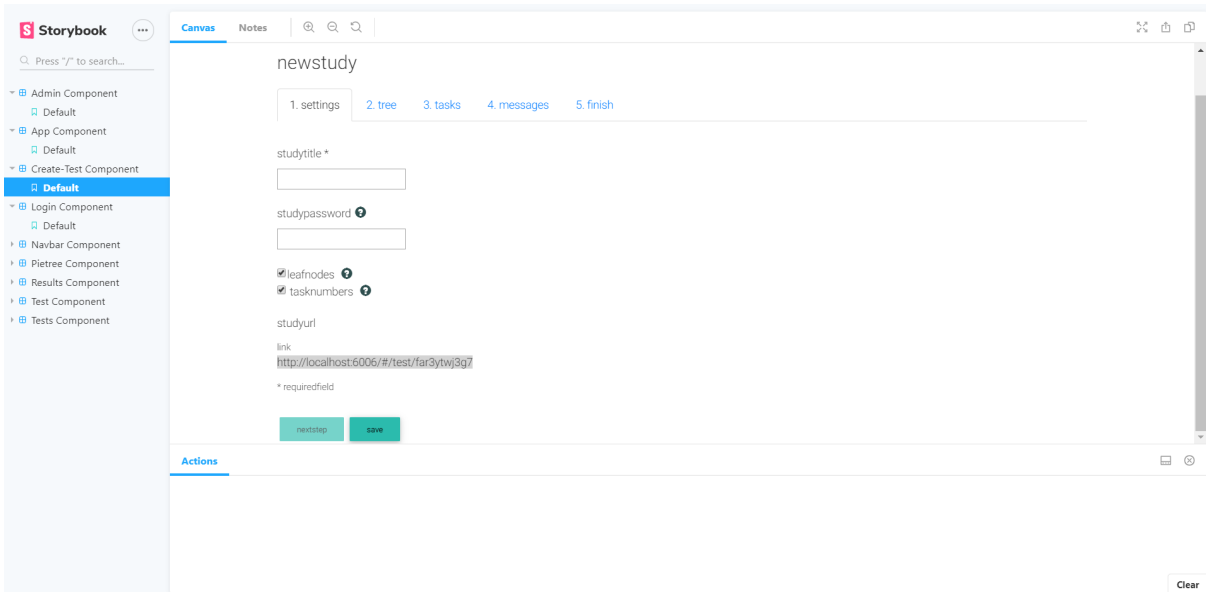 Storybook
Press "/" to search...
Admin Component
Default
App Component
Default
Create-Test Component
Default
Login Component
Default
Navbar Component
Pietree Component
Results Component
Test Component
Tests Component
Canvas Notes
newstudy
1. settings 2. tree 3. tasks 4. messages 5. finish
studytitle *
studypassword
leafnodes
tasknumbers
studyurl
link
http://localhost:6006/#/test/far3ytwj3g7
* requiredfield
nextstep save
Actions
Clear